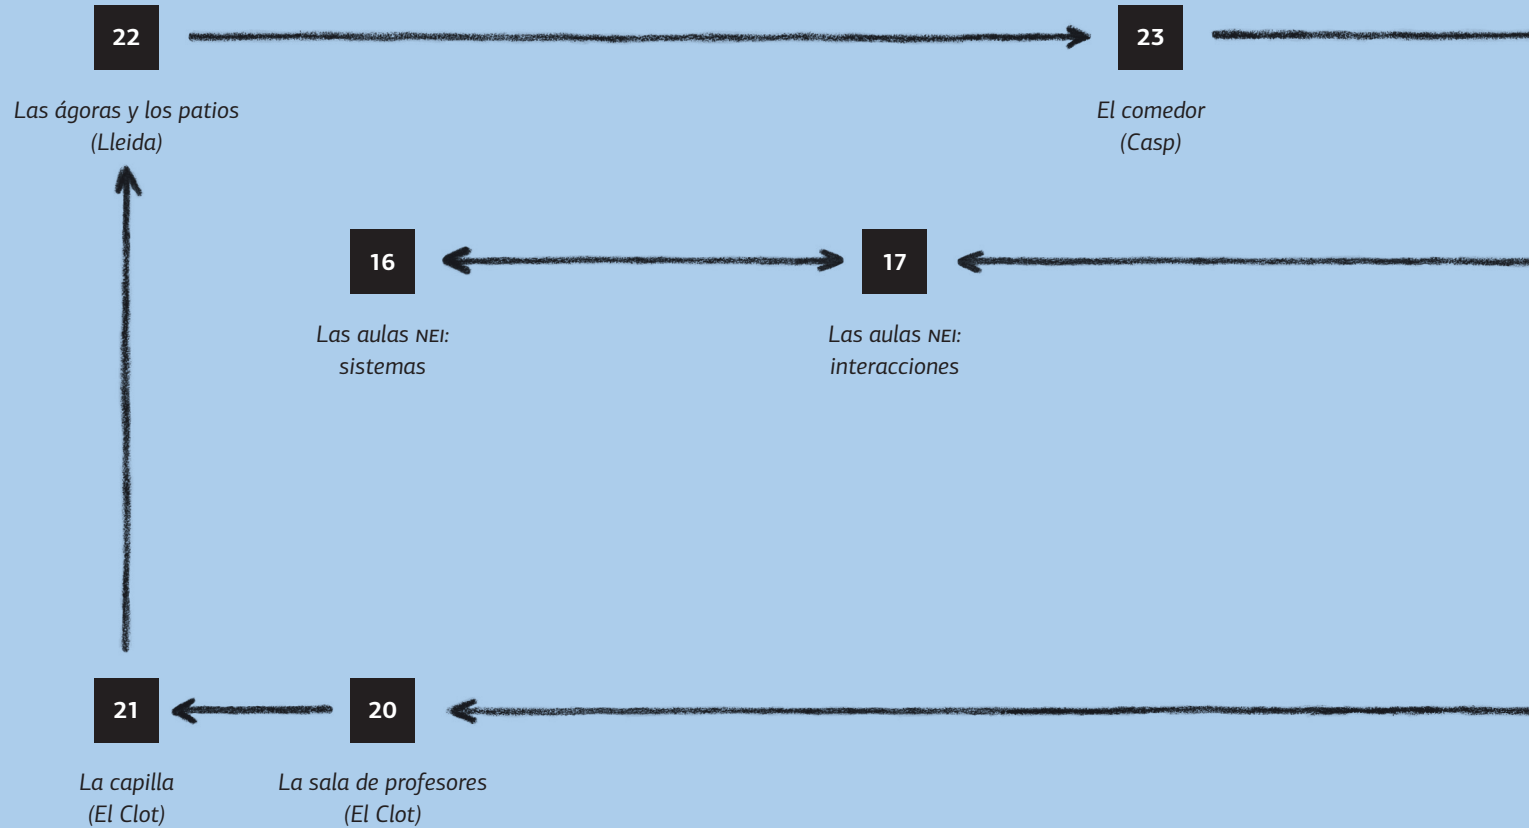 22
23
Las ágoras y los patios
(Lleida)
El comedor
(Casp)
16
17
Las aulas NEI:
sistemas
Las aulas NEI:
interacciones
21
20
La capilla
(El Clot)
La sala de profesores
(El Clot)